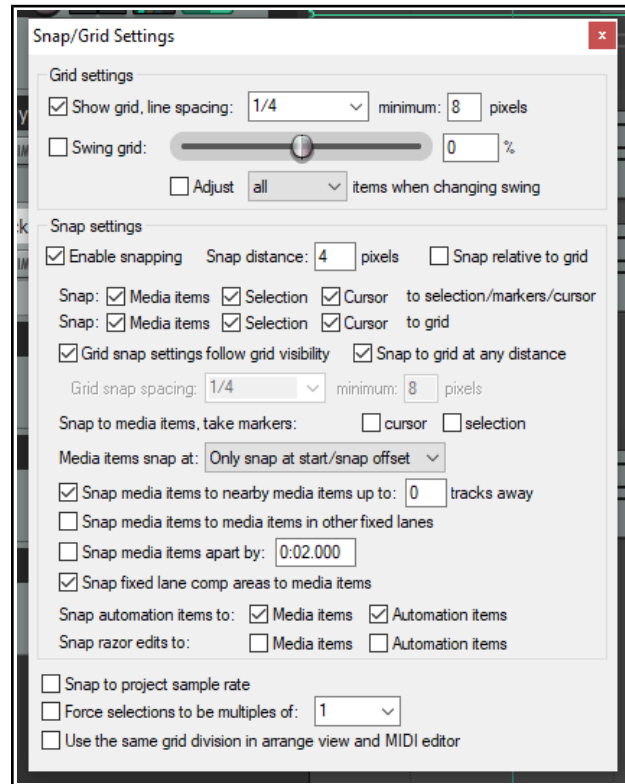 Snap/Grid Settings
x
Grid settings
Show grid, line spacing: 1/4 minimum: 8 pixels
Swing grid: 0 %
Adjust all items when changing swing
Snap settings
Enable snapping Snap distance: 4 pixels Snap relative to grid
Snap: Media items Selection Cursor to selection/markers/cursor
Snap: Media items Selection Cursor to grid
Grid snap settings follow grid visibility Snap to grid at any distance
Grid snap spacing: 1/4 minimum: 8 pixels
Snap to media items, take markers: cursor selection
Media items snap at: Only snap at start/snap offset
Snap media items to nearby media items up to: 0 tracks away
Snap media items to media items in other fixed lanes
Snap media items apart by: 0:02.000
Snap fixed lane comp areas to media items
Snap automation items to: Media items Automation items
Snap razor edits to: Media items Automation items
Snap to project sample rate
Force selections to be multiples of: 1
Use the same grid division in arrange view and MIDI editor